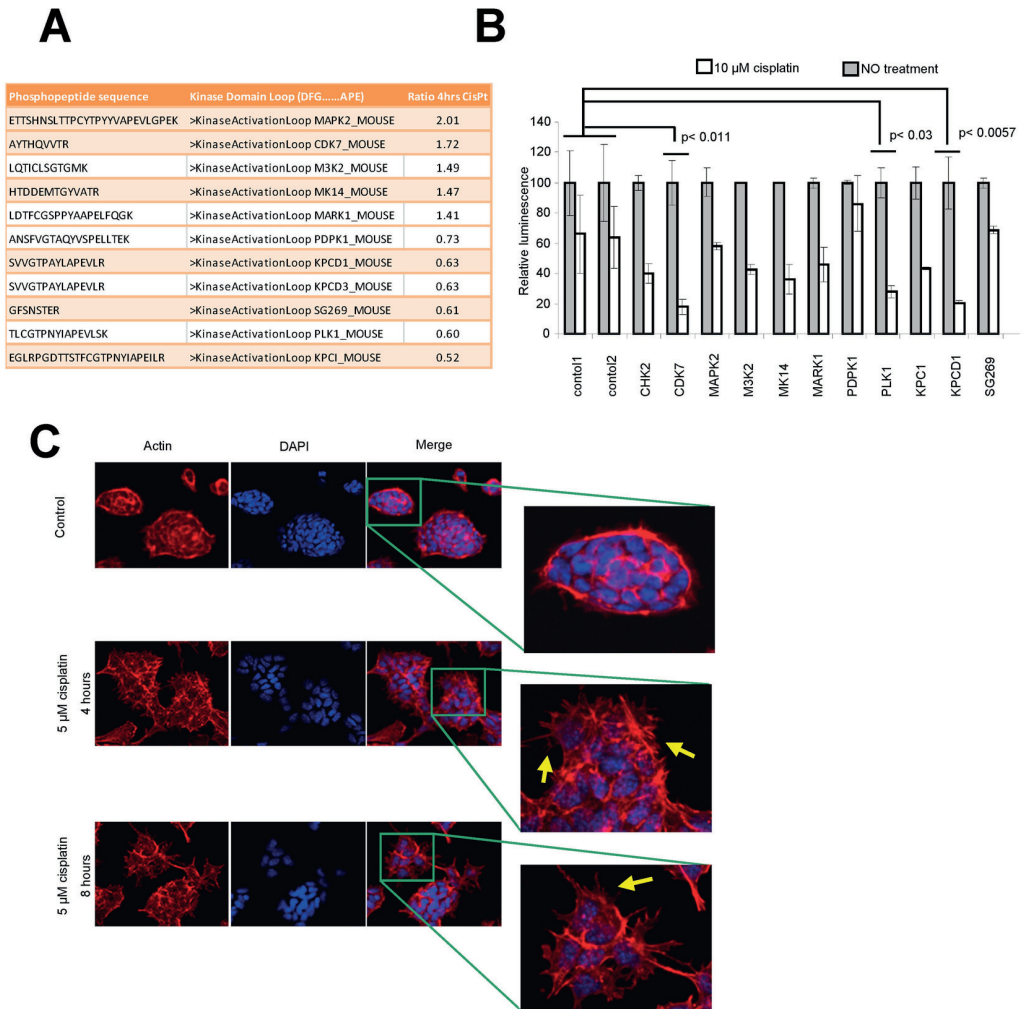 A
Phosphopeptide sequence Kinase Domain Loop (DFG......APE) Ratio 4hrs CisPt
ETTSHNSLTTPCYTPYYVAPEVLGPEK >KinaseActivationLoop MAPK2_MOUSE 2.01
AYTHQVVTR >KinaseActivationLoop CDK7_MOUSE 1.72
LQTICLSGTGMK >KinaseActivationLoop M3K2_MOUSE 1.49
HTDDEMTGYVATR >KinaseActivationLoop MK14_MOUSE 1.47
LDTFCGSPPYAAPELFQGK >KinaseActivationLoop MARK1_MOUSE 1.41
ANSFVGTAQYVSPELLTEK >KinaseActivationLoop PDPK1_MOUSE 0.73
SVVGTPAYLAPEVLR >KinaseActivationLoop KPCD1_MOUSE 0.63
SVVGTPAYLAPEVLR >KinaseActivationLoop KPCD3_MOUSE 0.63
GFSNSTER >KinaseActivationLoop SG269_MOUSE 0.61
TLCGTPNYIAPEVLSK >KinaseActivationLoop PLK1_MOUSE 0.60
EGLRPGDTTSTFCGTPNYIAPEILR >KinaseActivationLoop KPCI_MOUSE 0.52
B
10 µM cisplatin NO treatment
p< 0.011 p< 0.03 p< 0.0057
Relative luminescence
140
120
100
80
60
40
20
0
contol1 contol2 CHK2 CDK7 MAPK2 M3K2 MK14 MARK1 PDPK1 PLK1 KPC1 KPCD1 SG269
C
Actin DAPI Merge
Control
5 µM cisplatin
4 hours
5 µM cisplatin
8 hours